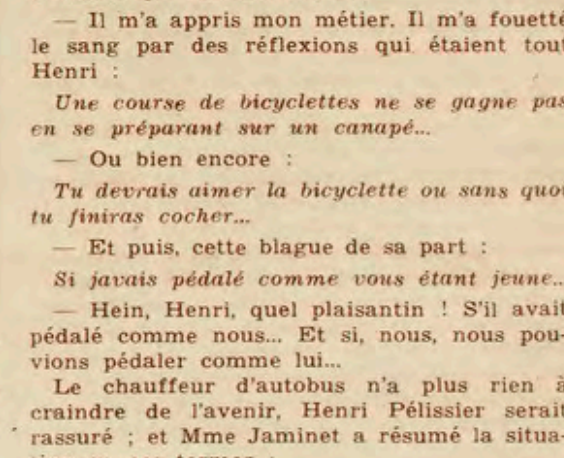 — Il m'a appris mon métier. Il m'a fouetté
le sang par des réflexions qui étaient tout
Henri :
Une course de bicyclettes ne se gagne pas
en se préparant sur un canapé...
— Ou bien encore :
Tu devrais aimer la bicyclette ou sans quoi
tu finiras cocher...
— Et puis, cette blague de sa part :
Si javais pédalé comme vous étant jeune...
— Hein, Henri, quel plaisantin ! S'il avait
pédalé comme nous... Et si, nous, nous pou-
vions pédaler comme lui...
Le chauffeur d'autobus n'a plus rien à
craindre de l'avenir, Henri Pélissier serait
rassuré ; et Mme Jaminet a résumé la situa-